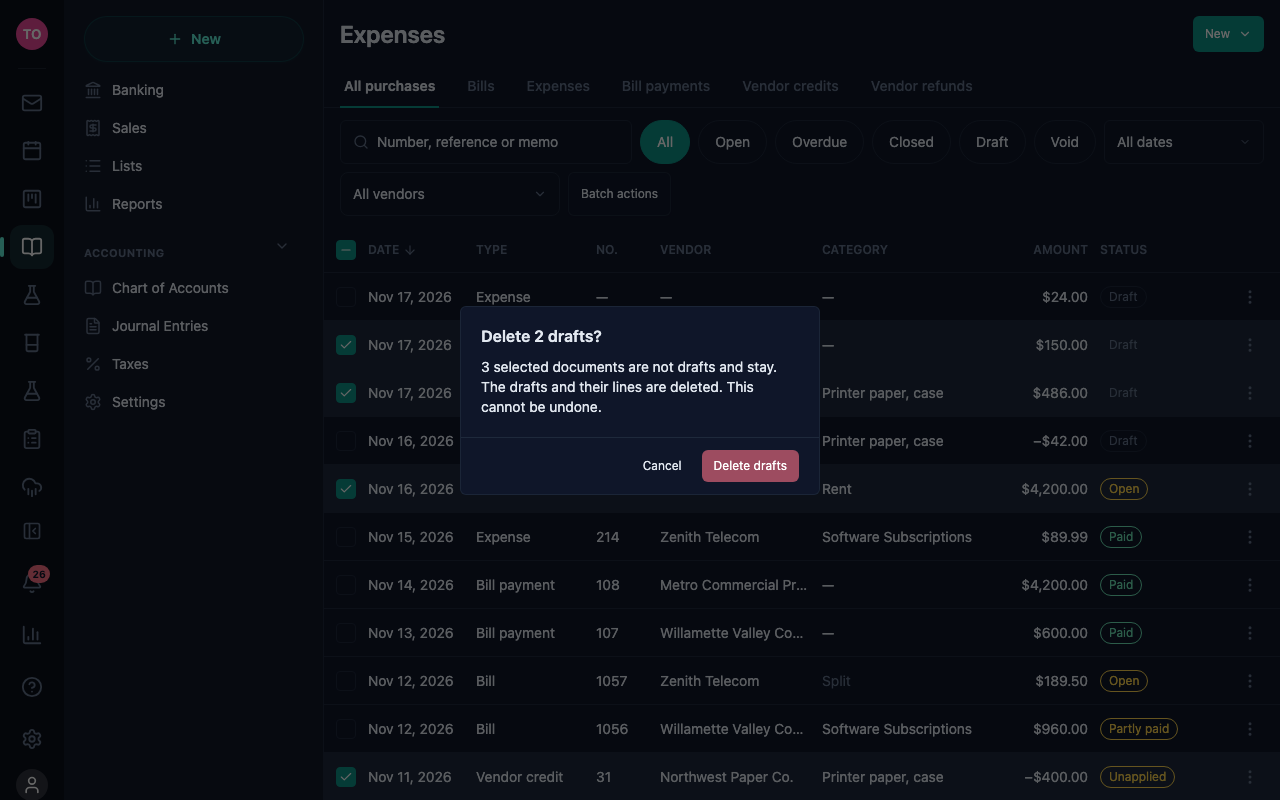 TO
New
Banking
Sales
Lists
Reports
ACCOUNTING
Chart of Accounts
Journal Entries
Taxes
Settings
26
Expenses
New
All purchases Bills Expenses Bill payments Vendor credits Vendor refunds
Number, reference or memo All Open Overdue Closed Draft Void All dates
All vendors Batch actions
DATE TYPE NO. VENDOR CATEGORY AMOUNT STATUS
Nov 17, 2026 Expense — — — $24.00 Draft
Nov 17, 2026 — $150.00 Draft
Nov 17, 2026 Printer paper, case $486.00 Draft
Nov 16, 2026 Printer paper, case –$42.00 Draft
Nov 16, 2026 Rent $4,200.00 Open
Nov 15, 2026 Expense 214 Zenith Telecom Software Subscriptions $89.99 Paid
Nov 14, 2026 Bill payment 108 Metro Commercial Pr... — $4,200.00 Paid
Nov 13, 2026 Bill payment 107 Willamette Valley Co... — $600.00 Paid
Nov 12, 2026 Bill 1057 Zenith Telecom Split $189.50 Open
Nov 12, 2026 Bill 1056 Willamette Valley Co... Software Subscriptions $960.00 Partly paid
Nov 11, 2026 Vendor credit 31 Northwest Paper Co. Printer paper, case –$400.00 Unapplied
Delete 2 drafts?
3 selected documents are not drafts and stay.
The drafts and their lines are deleted. This
cannot be undone.
Cancel Delete drafts